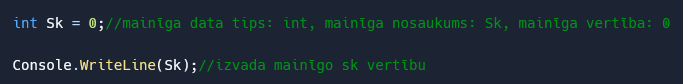 int Sk = 0;//mainīga data tips: int, mainīga nosaukums: Sk, mainīga vertība: 0
Console.WriteLine(Sk);//izvada mainīgo sk vertību